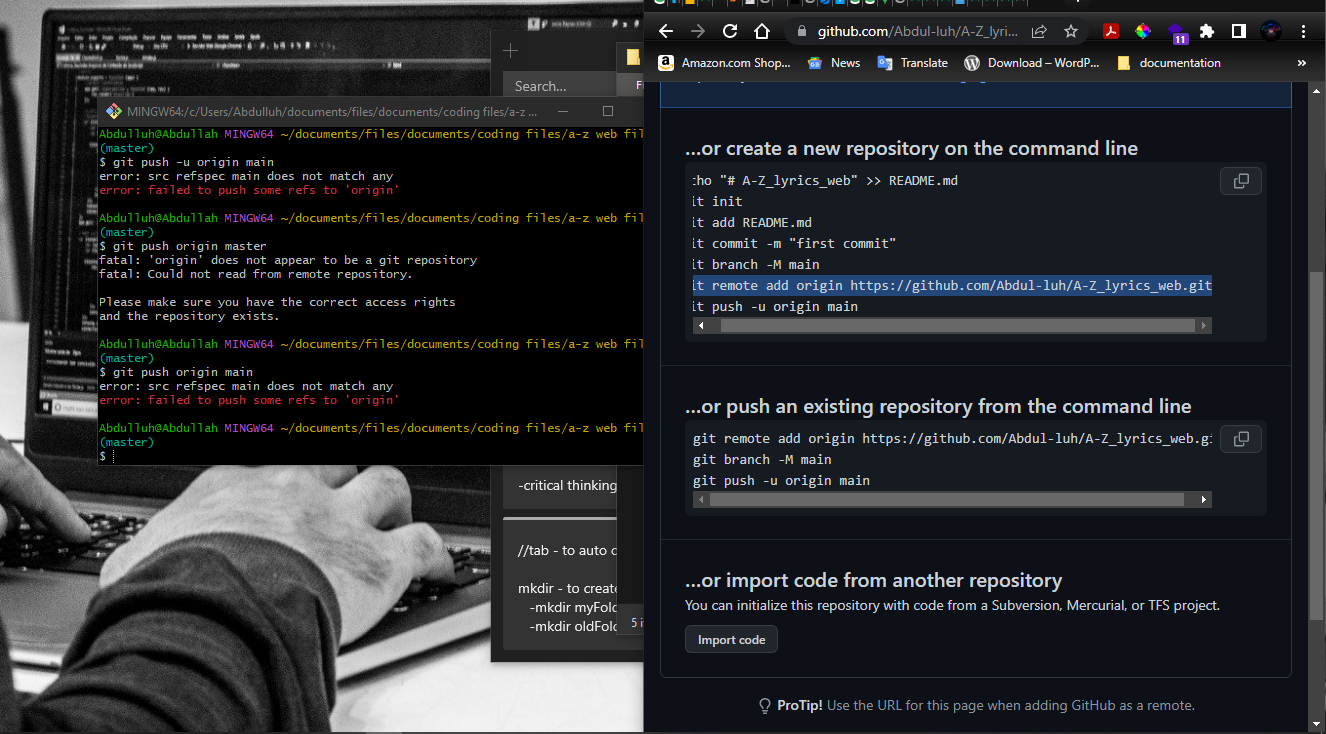 Search...
MINGW64:/c/Users/Abdulluh/documents/files/documents/coding files/a-z ...
Abdulluh@Abdullah MINGW64 ~/documents/files/documents/coding files/a-z web fil
(master)
$ git push -u origin main
error: src refspec main does not match any
error: failed to push some refs to 'origin'
Abdulluh@Abdullah MINGW64 ~/documents/files/documents/coding files/a-z web fil
(master)
$ git push origin master
fatal: 'origin' does not appear to be a git repository
fatal: Could not read from remote repository.
Please make sure you have the correct access rights
and the repository exists.
Abdulluh@Abdullah MINGW64 ~/documents/files/documents/coding files/a-z web fil
(master)
$ git push origin main
error: src refspec main does not match any
error: failed to push some refs to 'origin'
Abdulluh@Abdullah MINGW64 ~/documents/files/documents/coding files/a-z web fil
(master)
$
-critical thinking
//tab - to auto c
mkdir - to create
-mkdir myFold
-mkdir oldFold
5 i
github.com/Abdul-luh/A-Z_lyri...
11
Amazon.com Shop...
News
Translate
Download – WordP...
documentation
»
...or create a new repository on the command line
cho "# A-Z_lyrics_web" >> README.md
it init
it add README.md
it commit -m "first commit"
it branch -M main
it remote add origin https://github.com/Abdul-luh/A-Z_lyrics_web.git
it push -u origin main
...or push an existing repository from the command line
git remote add origin https://github.com/Abdul-luh/A-Z_lyrics_web.gi
git branch -M main
git push -u origin main
...or import code from another repository
You can initialize this repository with code from a Subversion, Mercurial, or TFS project.
Import code
ProTip! Use the URL for this page when adding GitHub as a remote.